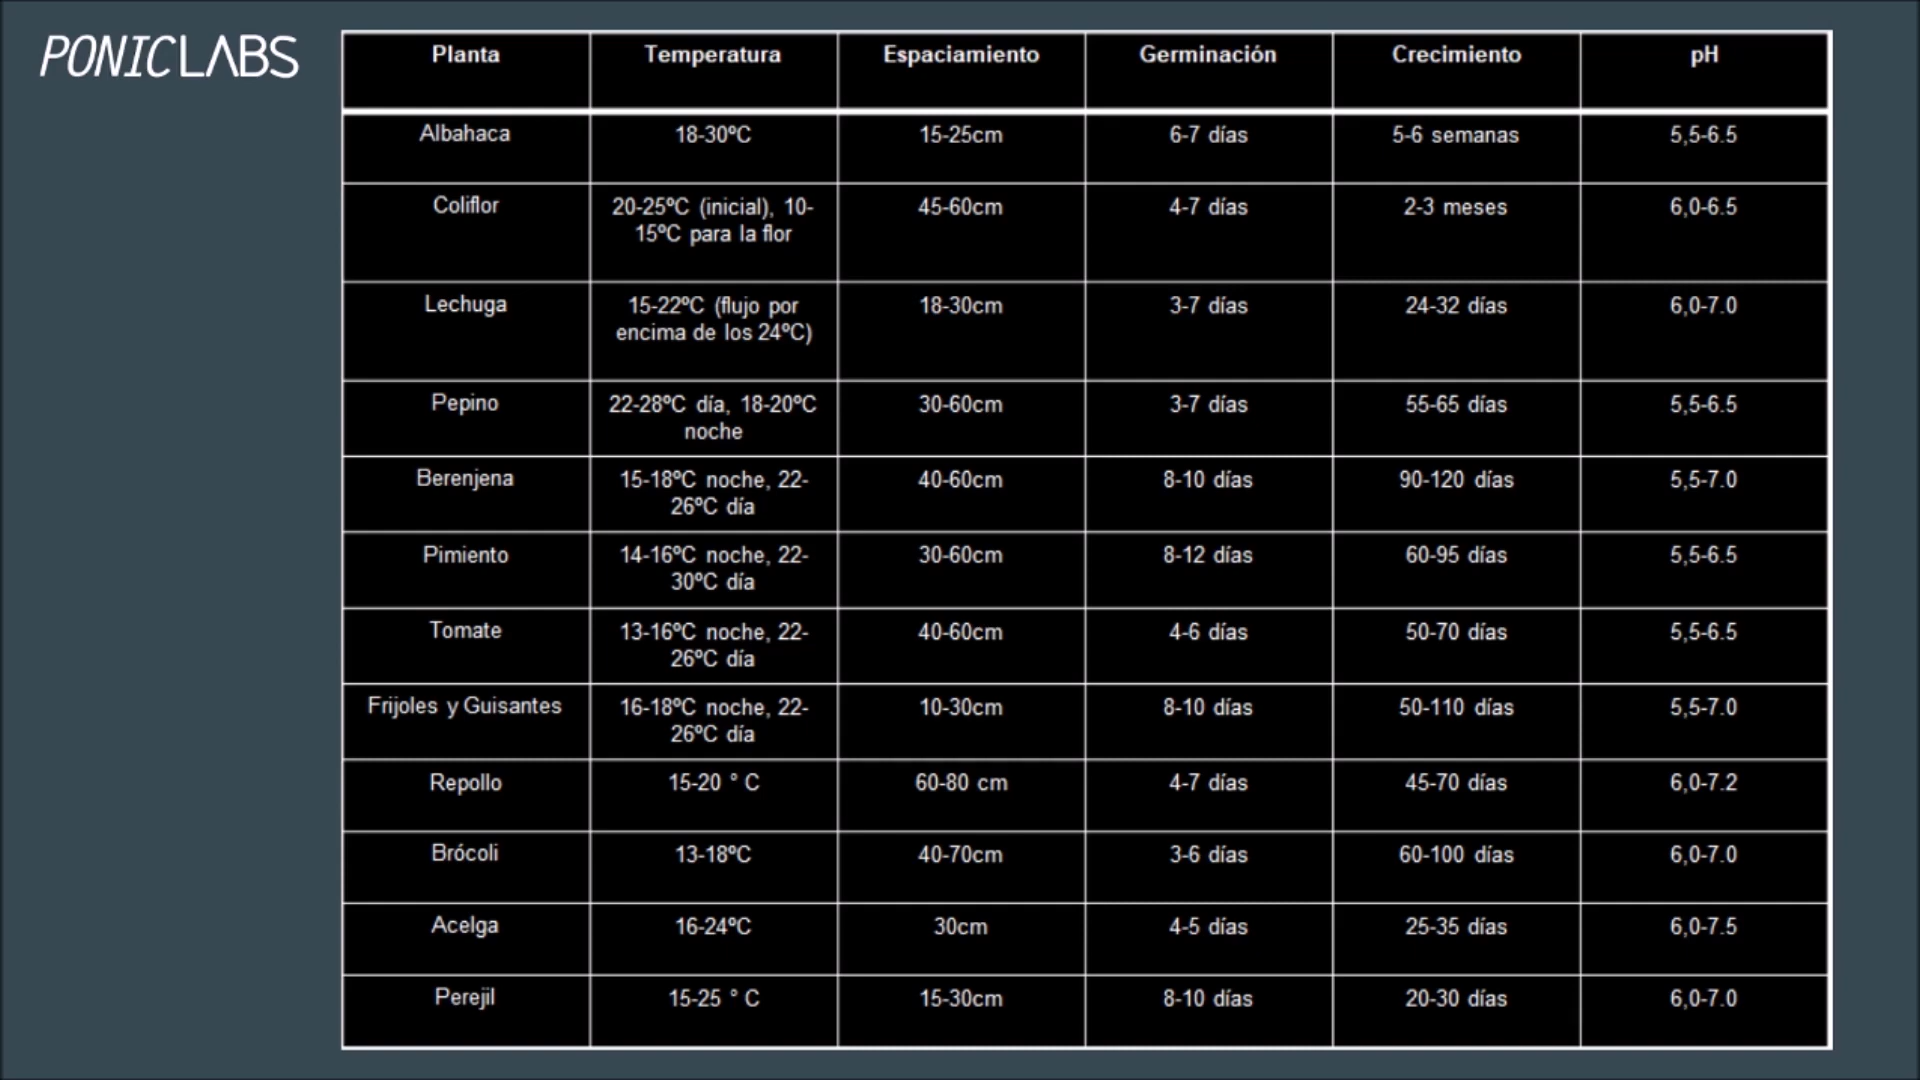 PONICLABS
Planta Temperatura Espaciamiento Germinación Crecimiento pH
Albahaca 18-30ºC 15-25cm 6-7 días 5-6 semanas 5,5-6.5
Coliflor 20-25ºC (inicial), 10- 45-60cm 4-7 días 2-3 meses 6,0-6.5
15ºC para la flor
Lechuga 15-22ºC (flujo por 18-30cm 3-7 días 24-32 días 6,0-7.0
encima de los 24ºC)
Pepino 22-28ºC día, 18-20ºC 30-60cm 3-7 días 55-65 días 5,5-6.5
noche
Berenjena 15-18ºC noche, 22- 40-60cm 8-10 días 90-120 días 5,5-7.0
26ºC día
Pimiento 14-16ºC noche, 22- 30-60cm 8-12 días 60-95 días 5,5-6.5
30ºC día
Tomate 13-16ºC noche, 22- 40-60cm 4-6 días 50-70 días 5,5-6.5
26ºC día
Frijoles y Guisantes 16-18ºC noche, 22- 10-30cm 8-10 días 50-110 días 5,5-7.0
26ºC día
Repollo 15-20 ° C 60-80 cm 4-7 días 45-70 días 6,0-7.2
Brócoli 13-18ºC 40-70cm 3-6 días 60-100 días 6,0-7.0
Acelga 16-24ºC 30cm 4-5 días 25-35 días 6,0-7.5
Perejil 15-25 ° C 15-30cm 8-10 días 20-30 días 6,0-7.0